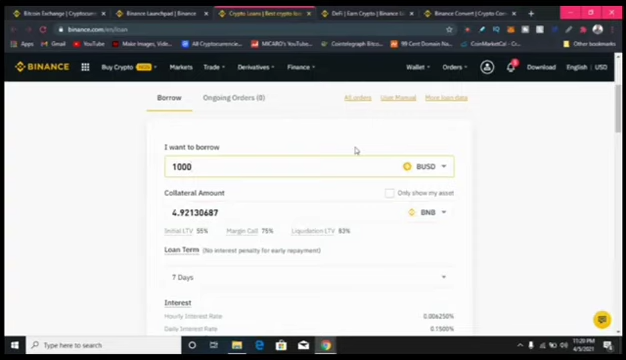 Bitcoin Exchange | Cryptocurre
Binance Launchpad | Binance
Crypto Loans | Best crypto loa
DeFi | Earn Crypto | Binance
Binance Convert | Crypto Con
binance.com/en/loan
Apps
Gmail
YouTube
Make Images, Video
All Cryptocurrencie
MICARO's YouTube
Cointelegraph Bitco
99 Cent Domain Na
CoinMarketCal
Other bookmarks
BINANCE
Buy Crypto
Markets
Trade
Derivatives
Finance
Wallet
Orders
Download
English | USD
Borrow
Ongoing Orders (0)
All orders
User Manual
More loan data
I want to borrow
1000
BUSD
Collateral Amount
Only show my asset
4.92130687
BNB
Initial LTV 55%
Margin Call 75%
Liquidation LTV 83%
Loan Term (No interest penalty for early repayment)
7 Days
Interest
Hourly Interest Rate
0.006250%
Daily Interest Rate
0.1500%
Type here to search
11:20 PM
4/5/2021